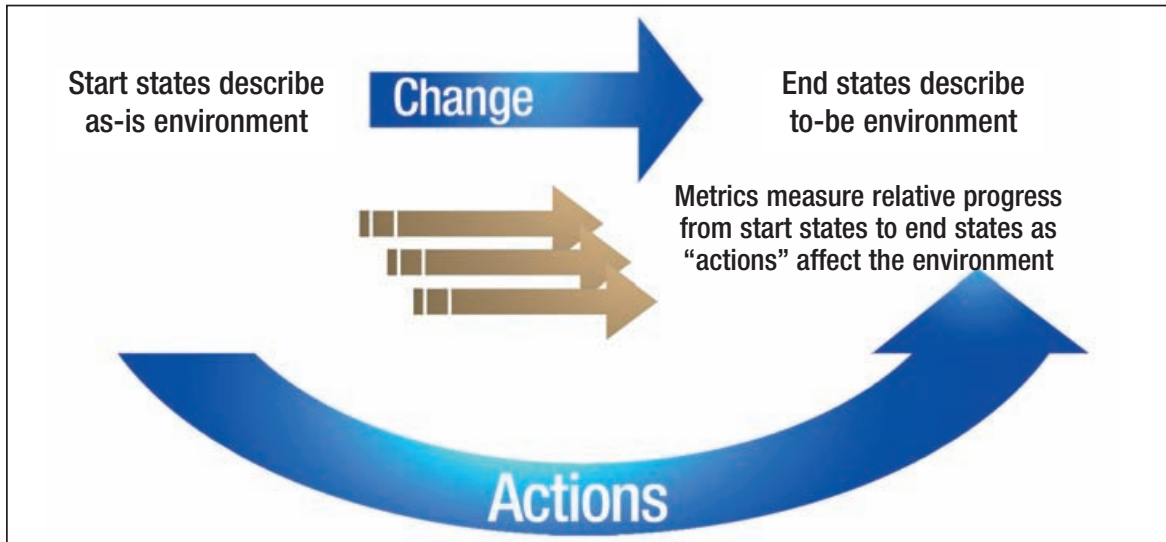 Start states describe
as-is environment
Change
End states describe
to-be environment
Metrics measure relative progress
from start states to end states as
“actions” affect the environment
Actions